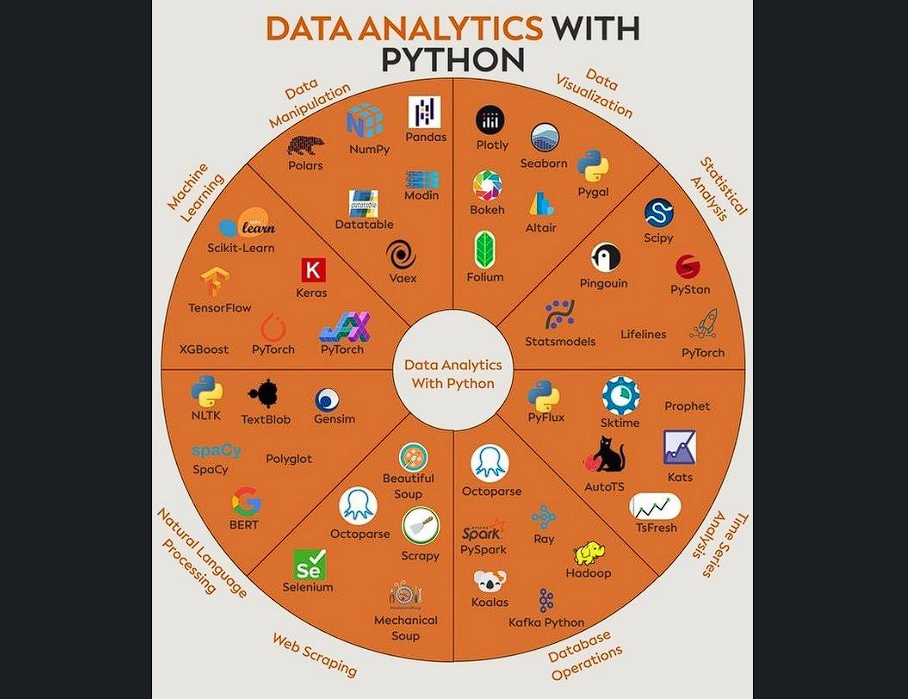 DATA ANALYTICS WITH
PYTHON
Data
Manipulation
Data
Visualization
Machine
Learning
Statistical
Analysis
Polars
NumPy
Pandas
Modin
datatable
Datatable
Vaex
Plotly
Seaborn
Pygal
Bokeh
Altair
Folium
learn
Scikit-Learn
TensorFlow
K
Keras
XGBoost
PyTorch
JAX
PyTorch
Scipy
Pingouin
PyStan
Statsmodels
Lifelines
PyTorch
Data Analytics
With Python
NLTK
TextBlob
Gensim
spaCy
SpaCy
Polyglot
G
BERT
PyFlux
Sktime
Prophet
AutoTS
Kats
TsFresh
Beautiful
Soup
Octoparse
Scrapy
Se
Selenium
Mechanical
Soup
Octoparse
Spark
PySpark
Ray
Hadoop
Koalas
Kafka Python
Natural Language
Processing
Time Series
Analysis
Web Scraping
Database
Operations